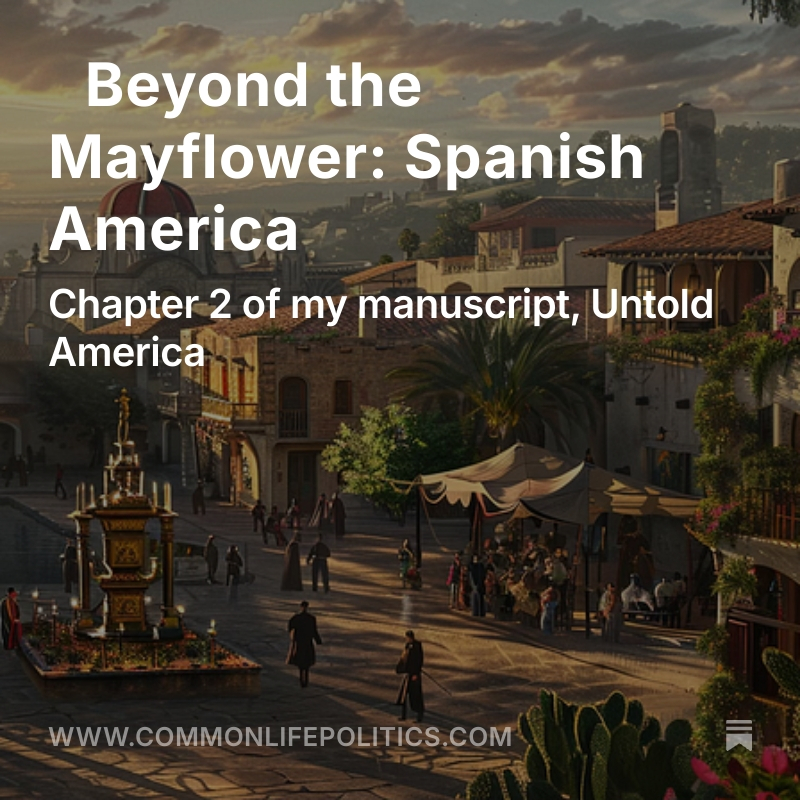 Beyond the
Mayflower: Spanish
America
Chapter 2 of my manuscript, Untold
America
WWW.COMMONLIFEPOLITICS.COM